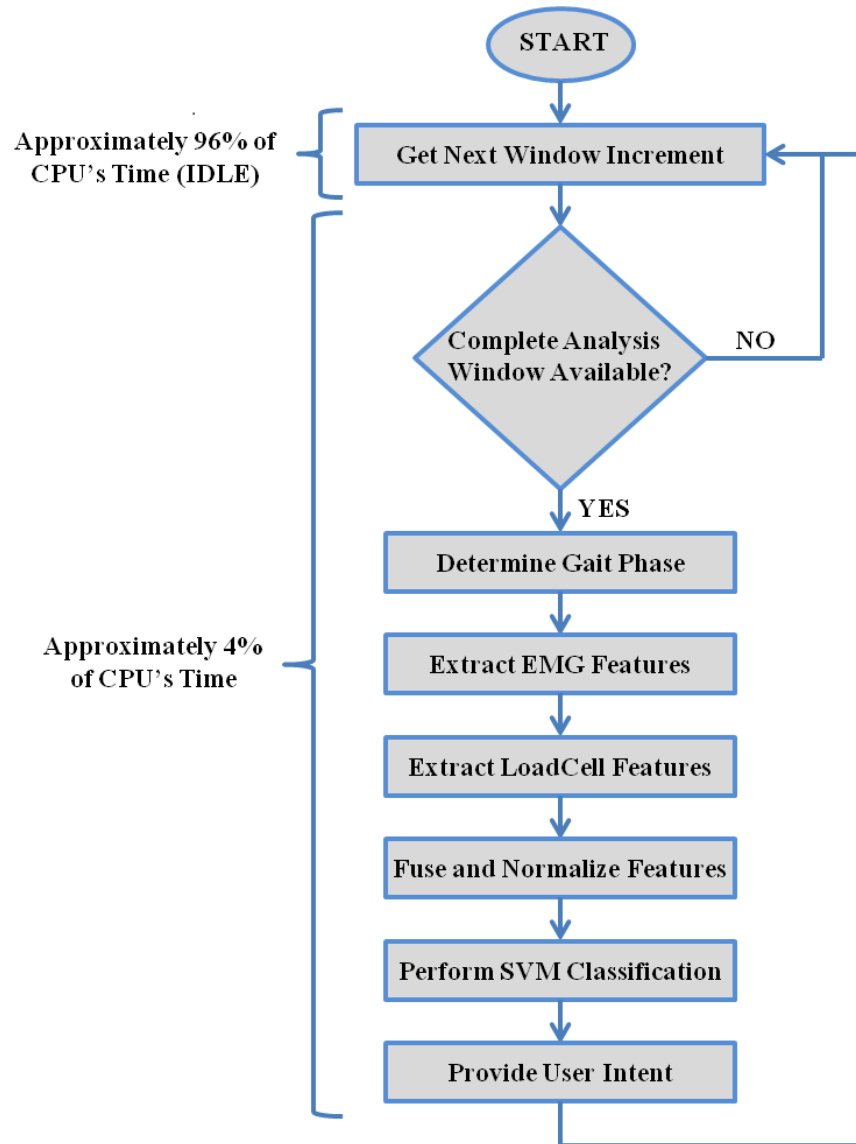 START
Approximately 96% of
CPU's Time (IDLE)
Get Next Window Increment
Complete Analysis
Window Available?
NO
YES
Determine Gait Phase
Approximately 4%
of CPU's Time
Extract EMG Features
Extract LoadCell Features
Fuse and Normalize Features
Perform SVM Classification
Provide User Intent